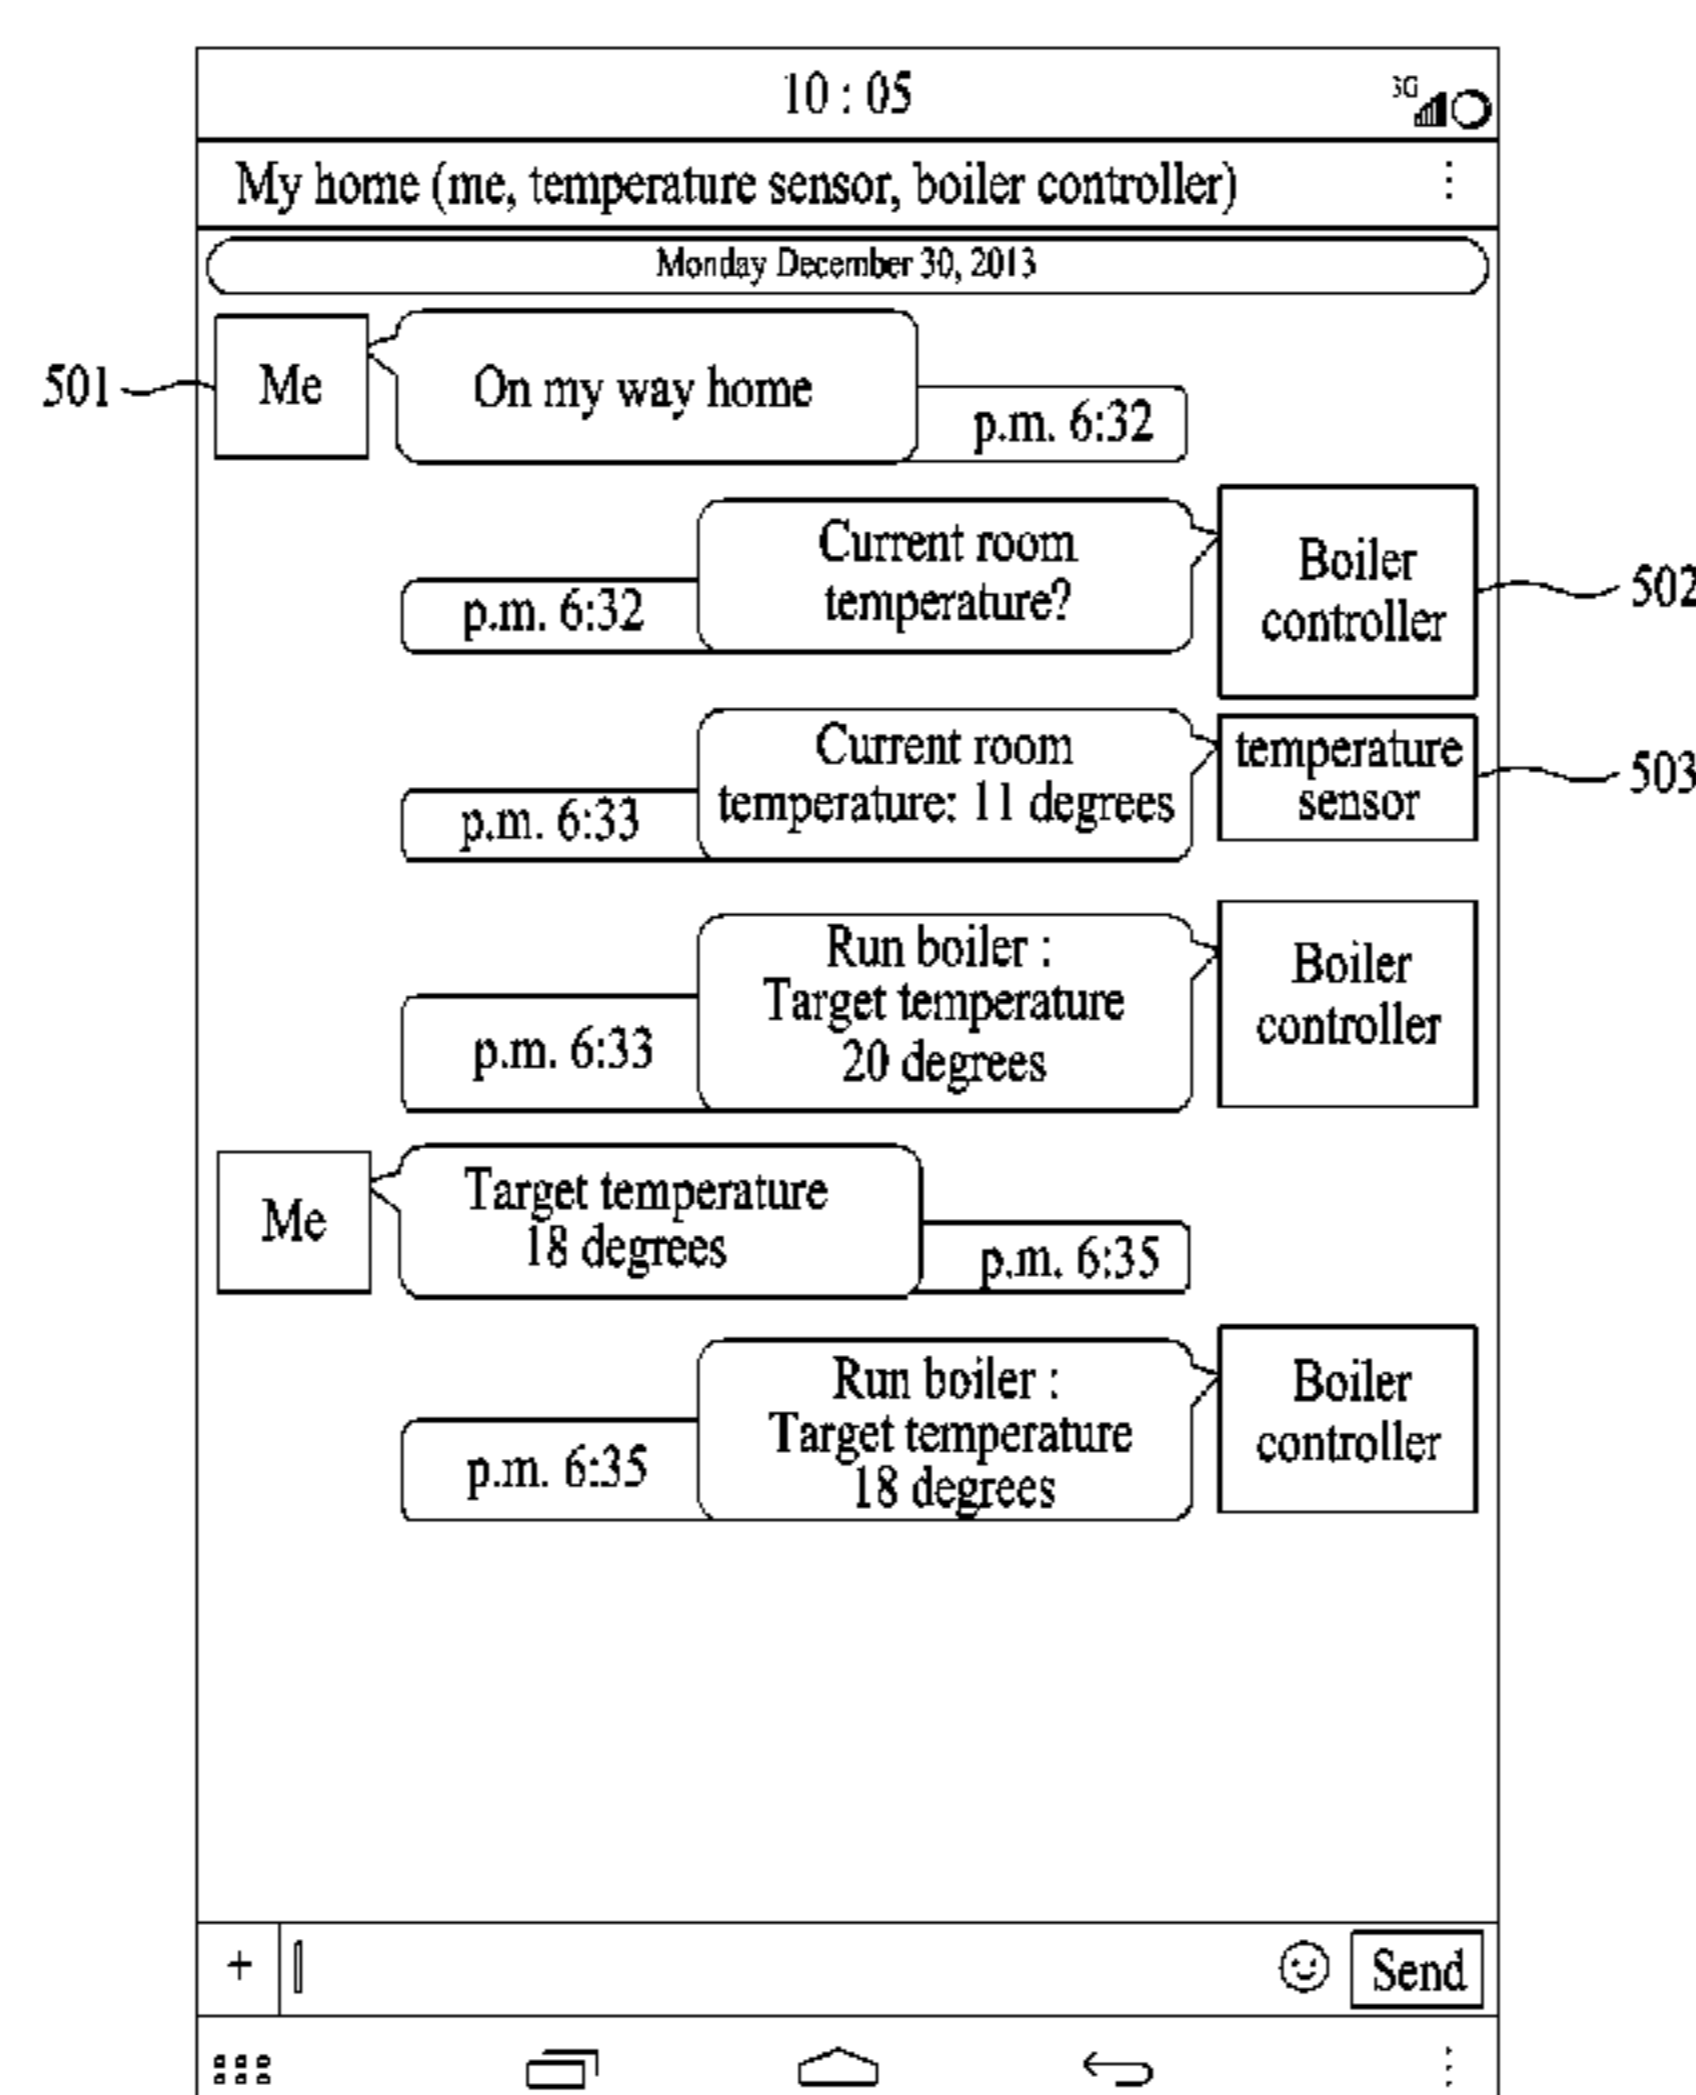 10 : 05
3G
My home (me, temperature sensor, boiler controller)
Monday December 30, 2013
501
Me
On my way home
p.m. 6:32
Current room
temperature?
p.m. 6:32
Boiler
controller
502
Current room
temperature: 11 degrees
p.m. 6:33
temperature
sensor
503
Run boiler :
Target temperature
20 degrees
p.m. 6:33
Boiler
controller
Me
Target temperature
18 degrees
p.m. 6:35
Run boiler :
Target temperature
18 degrees
p.m. 6:35
Boiler
controller
+
Send